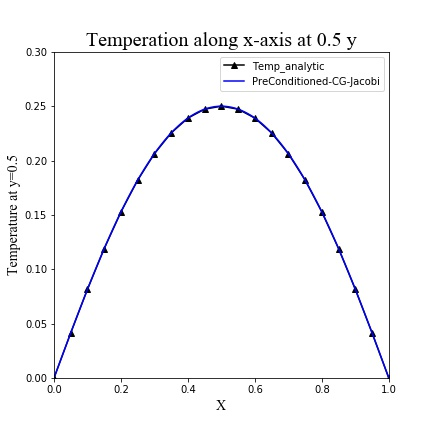 Temperation along x-axis at 0.5 y
Temp_analytic
PreConditioned-CG-Jacobi
Temperature at y=0.5
0.30
0.25
0.20
0.15
0.10
0.05
0.00
0.0 0.2 0.4 0.6 0.8 1.0
X